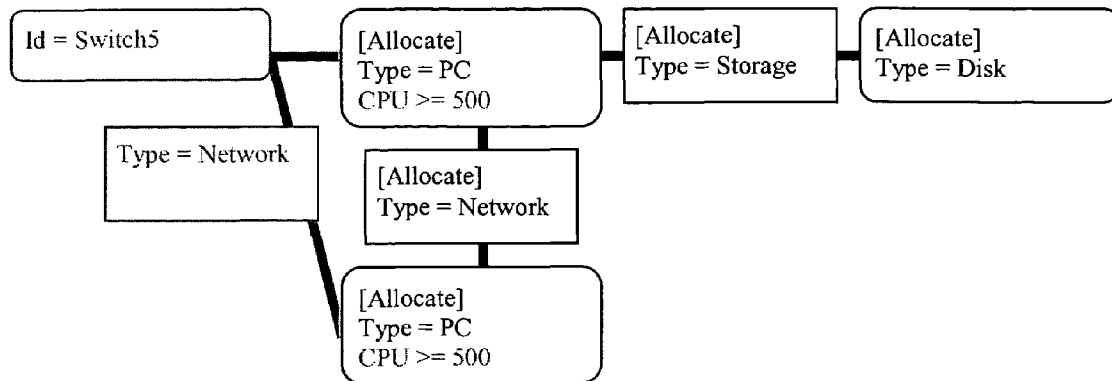 Id = Switch5
[Allocate]
Type = PC
CPU >= 500
[Allocate]
Type = Storage
[Allocate]
Type = Disk
Type = Network
[Allocate]
Type = Network
[Allocate]
Type = PC
CPU >= 500